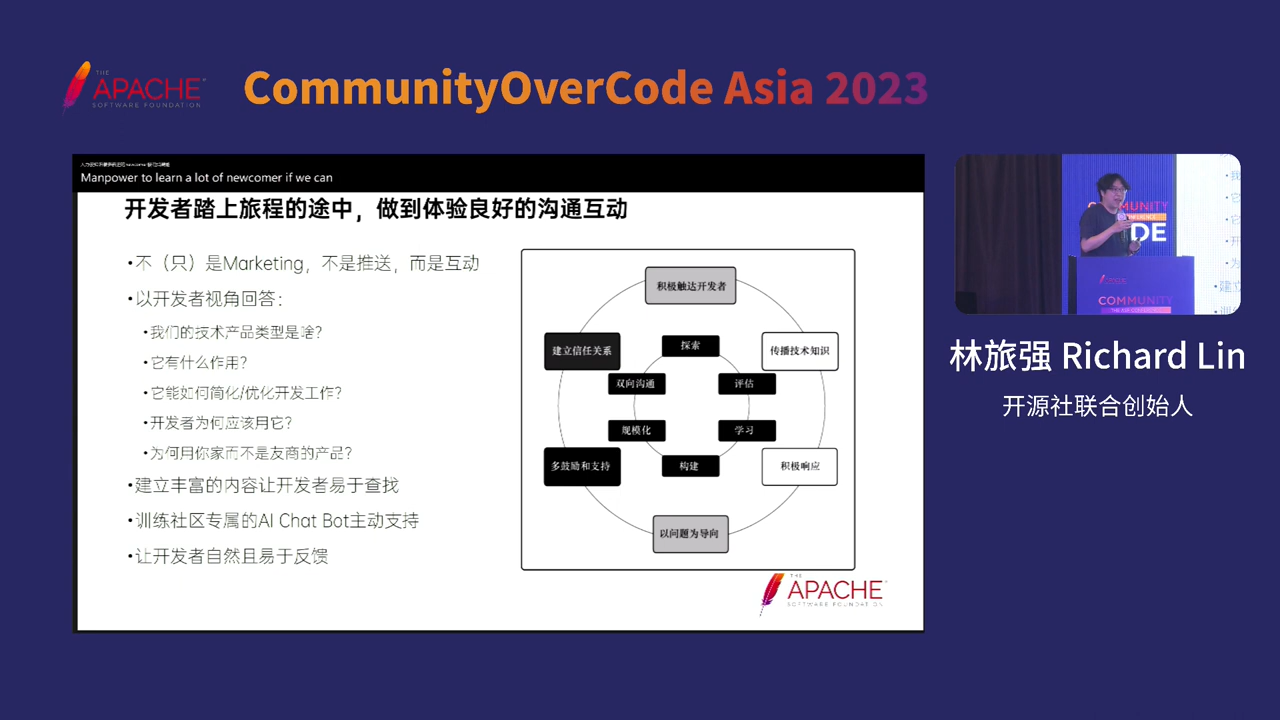 THE
APACHE
SOFTWARE FOUNDATION
CommunityOverCode Asia 2023
Manpower to learn a lot of newcomer if we can
开发者踏上旅程的途中，做到体验良好的沟通互动
•不（只）是Marketing，不是推送，而是互动
•以开发者视角回答：
•我们的技术产品类型是啥?
•它有什么作用?
•它能如何简化/优化开发工作?
•开发者为何应该用它?
•为何用你家而不是友商的产品?
•建立丰富的内容让开发者易于查找
•训练社区专属的AI Chat Bot主动支持
•让开发者自然且易于反馈
积极触达开发者
建立信任关系
探索
传播技术知识
双向沟通
评估
规模化
学习
多鼓励和支持
构建
积极响应
以问题为导向
THE
APACHE
SOFTWARE FOUNDATION
COMMUNITY
DE
COMMUNITY
林旅强 Richard Lin
开源社联合创始人